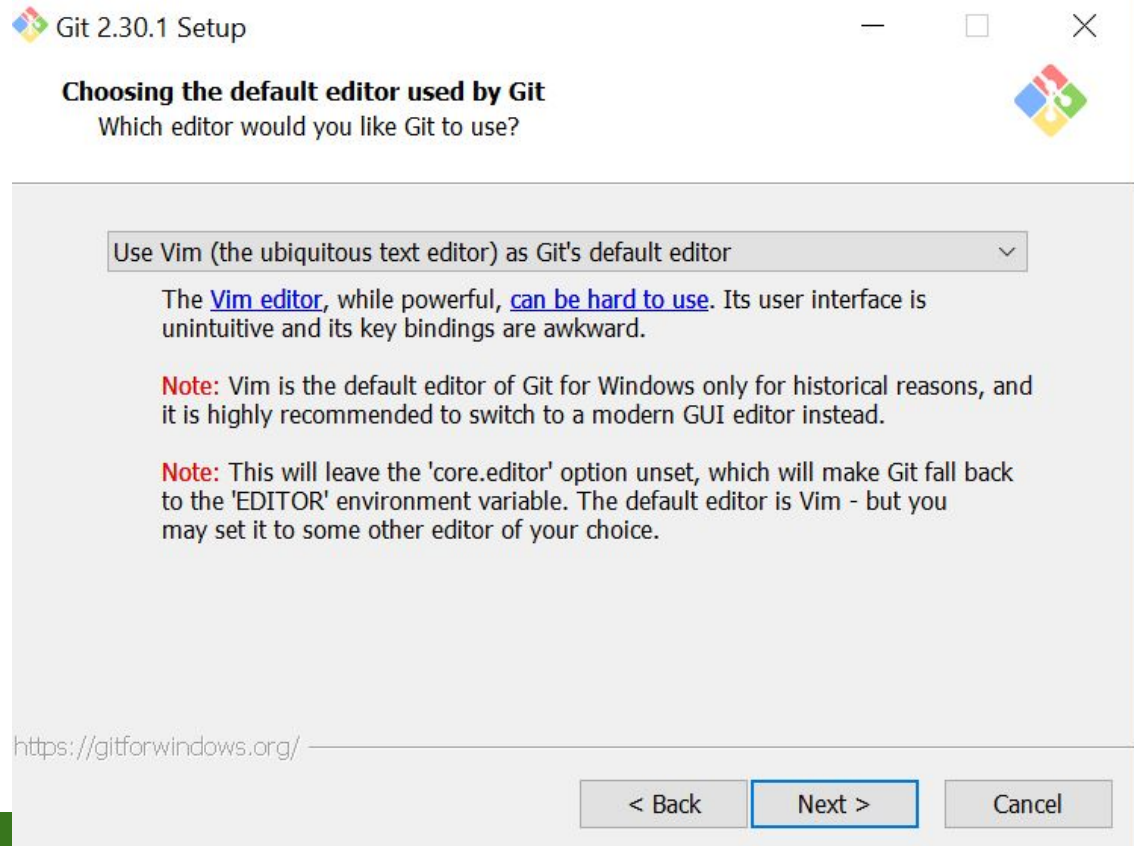 Git 2.30.1 Setup
Choosing the default editor used by Git
Which editor would you like Git to use?
Use Vim (the ubiquitous text editor) as Git's default editor
The Vim editor, while powerful, can be hard to use. Its user interface is
unintuitive and its key bindings are awkward.
Note: Vim is the default editor of Git for Windows only for historical reasons, and
it is highly recommended to switch to a modern GUI editor instead.
Note: This will leave the 'core.editor' option unset, which will make Git fall back
to the 'EDITOR' environment variable. The default editor is Vim - but you
may set it to some other editor of your choice.
https://gitforwindows.org/
< Back Next > Cancel